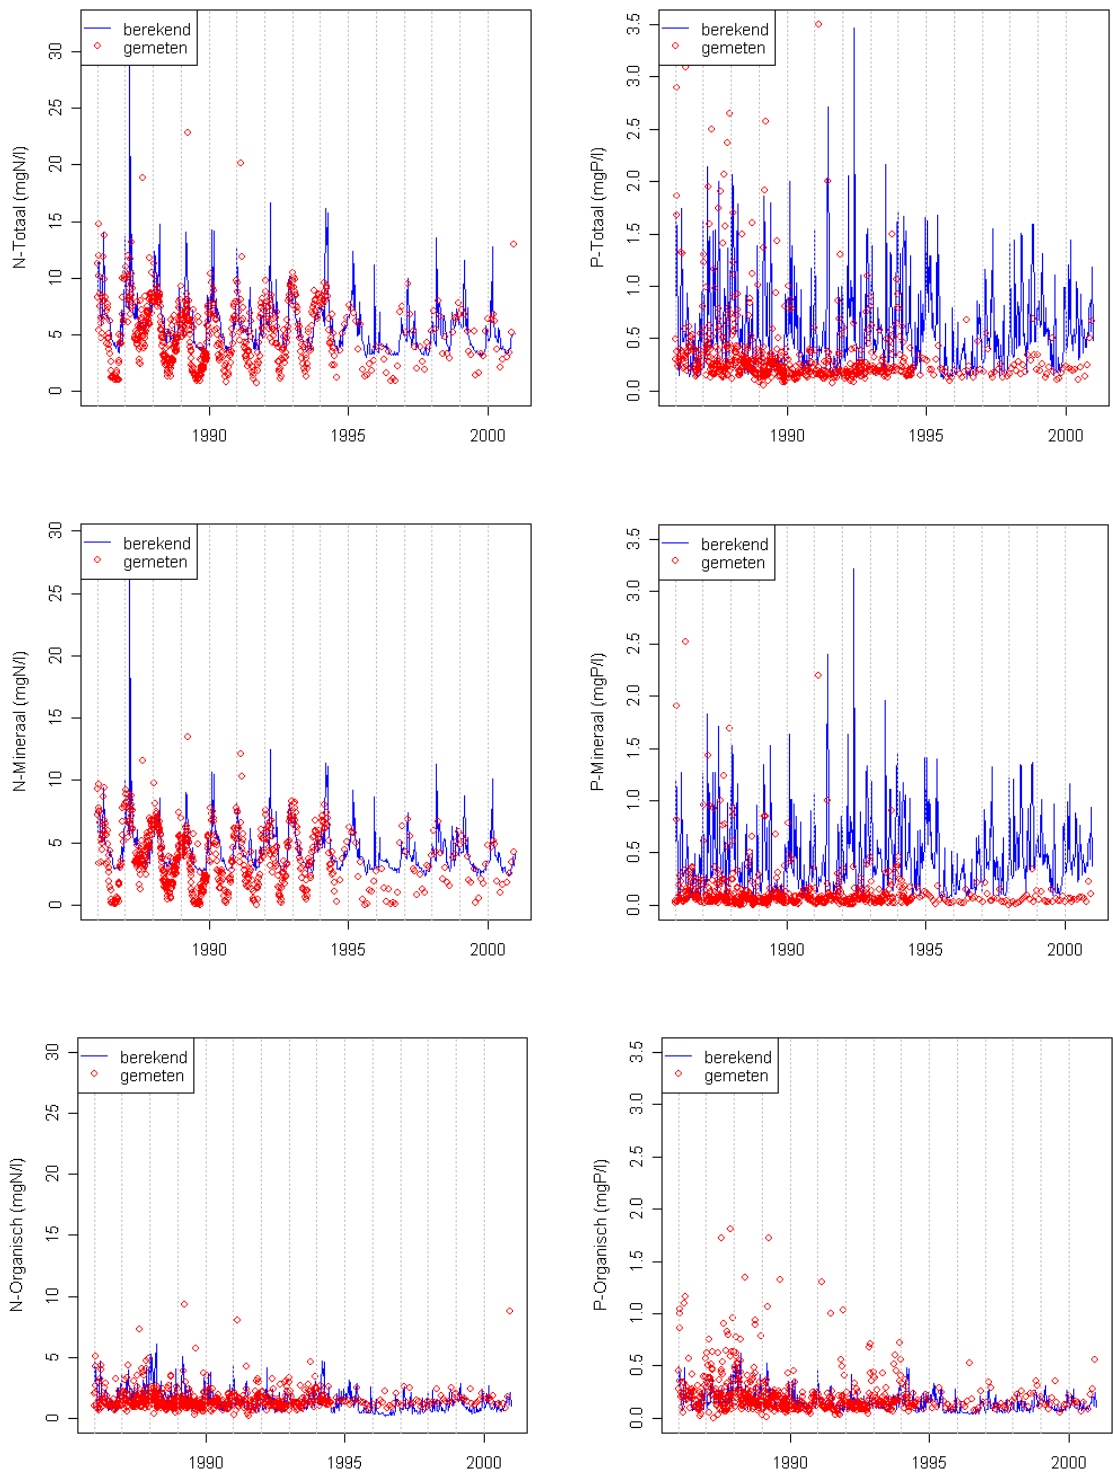 berekend
gemeten
N-Totaal (mgN/l)
0 5 10 15 20 25 30
1990 1995 2000
berekend
gemeten
P-Totaal (mgP/l)
0.0 0.5 1.0 1.5 2.0 2.5 3.0 3.5
1990 1995 2000
berekend
gemeten
N-Mineraal (mgN/l)
0 5 10 15 20 25 30
1990 1995 2000
berekend
gemeten
P-Mineraal (mgP/l)
0.0 0.5 1.0 1.5 2.0 2.5 3.0 3.5
1990 1995 2000
berekend
gemeten
N-Organisch (mgN/l)
0 5 10 15 20 25 30
1990 1995 2000
berekend
gemeten
P-Organisch (mgP/l)
0.0 0.5 1.0 1.5 2.0 2.5 3.0 3.5
1990 1995 2000